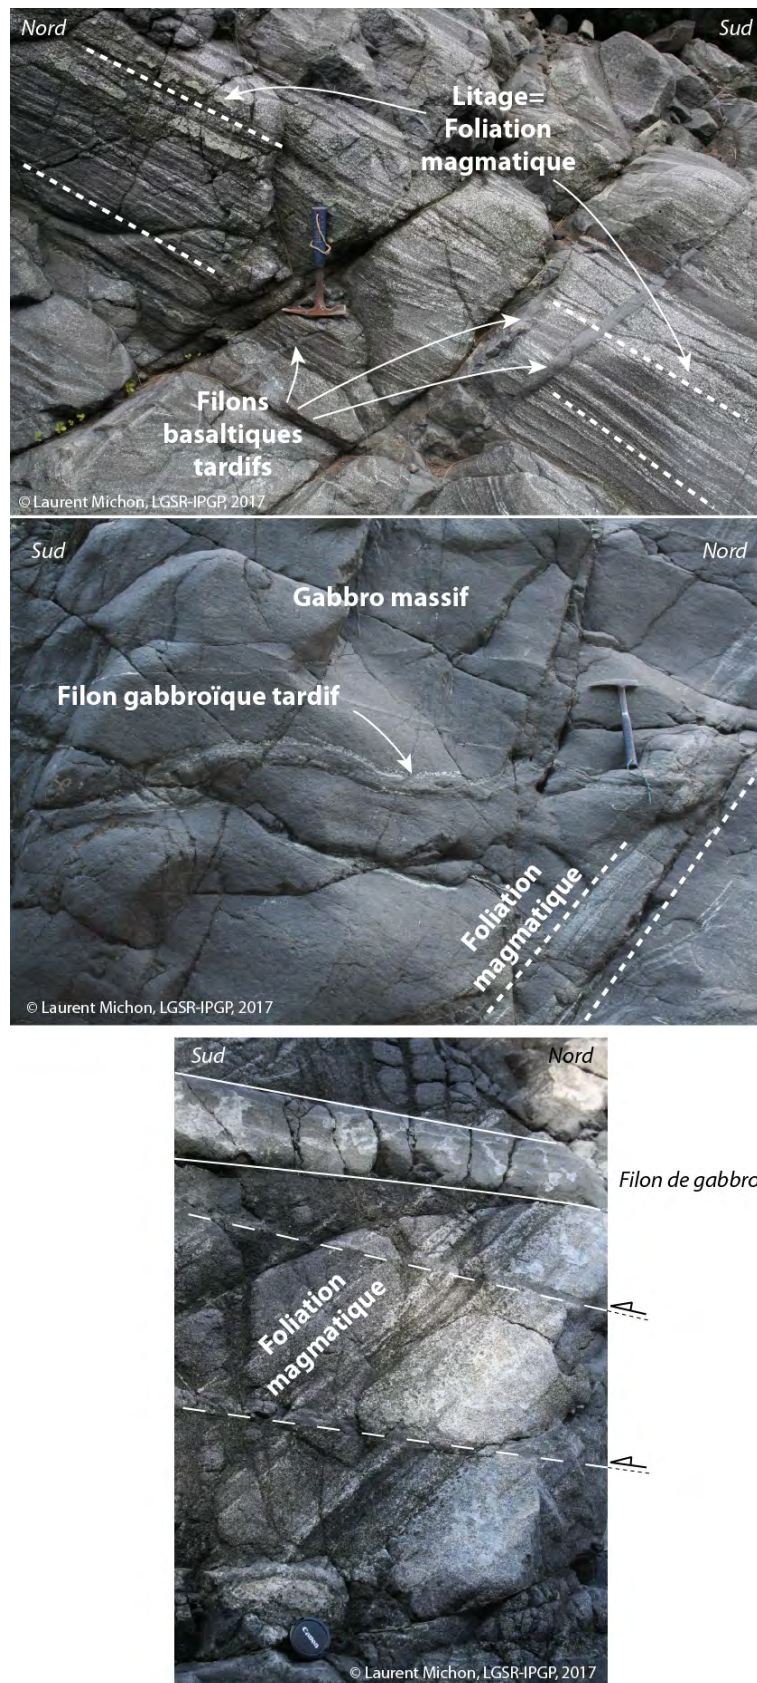 Nord
Sud
Litage=
Foliation
magmatique
Filons
basaltiques
tardifs
© Laurent Michon, LGSR-IPGP, 2017
Sud
Nord
Gabbro massif
Filon gabbroïque tardif
Foliation
magmatique
© Laurent Michon, LGSR-IPGP, 2017
Sud
Nord
Filon de gabbro
Foliation
magmatique
Canon
© Laurent Michon, LGSR-IPGP, 2017